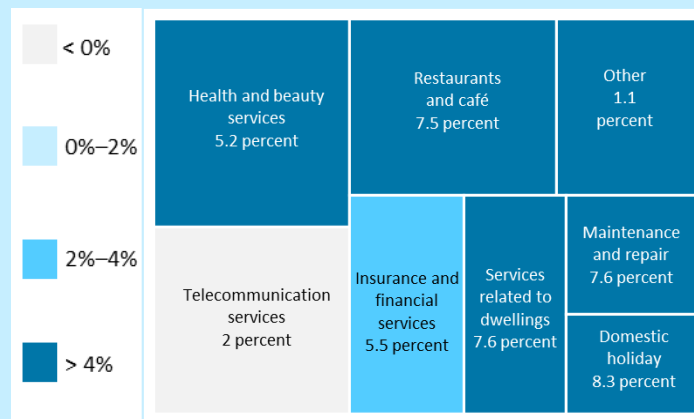 < 0%
0%–2%
2%–4%
> 4%
Health and beauty
services
5.2 percent
Restaurants
and café
7.5 percent
Other
1.1
percent
Telecommunication
services
2 percent
Insurance and
financial
services
5.5 percent
Services
related to
dwellings
7.6 percent
Maintenance
and repair
7.6 percent
Domestic
holiday
8.3 percent